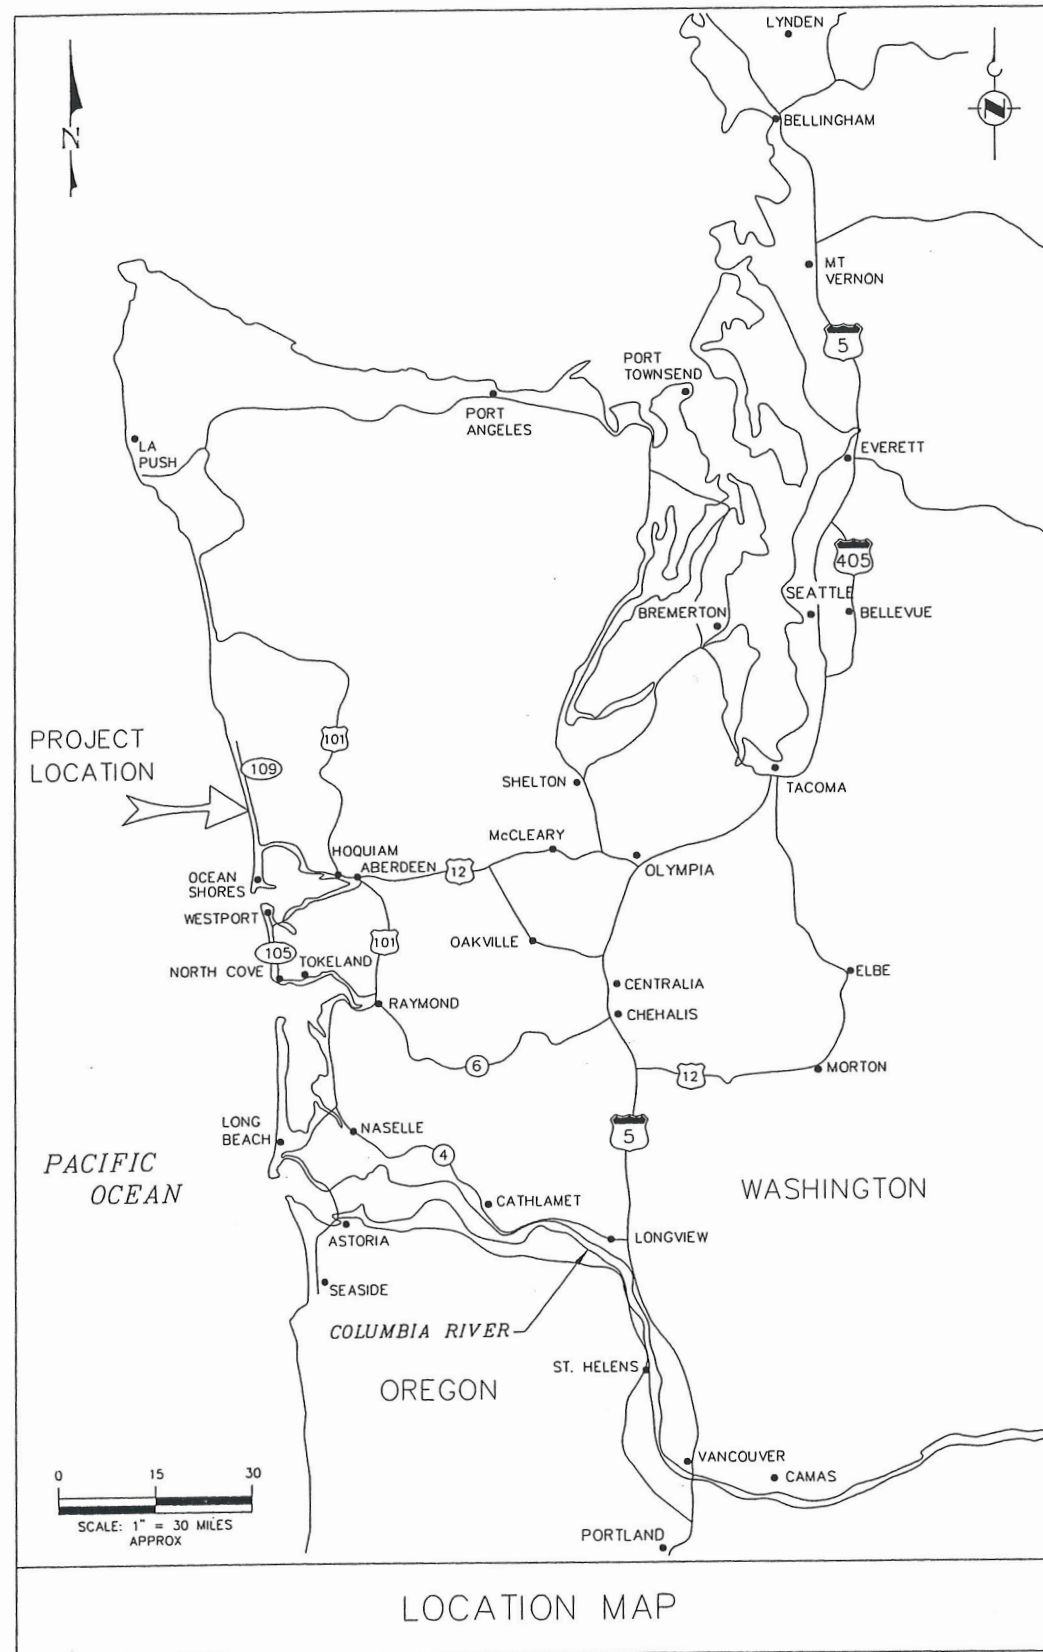 LYNDEN
N
BELLINGHAM
N
MT
VERNON
5
PORT
TOWNSEND
PORT
ANGELES
LA
PUSH
EVERETT
405
SEATTLE
BREMERTON
BELLEVUE
PROJECT
LOCATION
101
109
SHELTON
TACOMA
McCLEARY
HOQUIAM
ABERDEEN
12
OLYMPIA
OCEAN
SHORES
WESTPORT
101
OAKVILLE
105
TOKELAND
NORTH COVE
ELBE
CENTRALIA
RAYMOND
CHEHALIS
6
12
MORTON
LONG
BEACH
NASELLE
5
4
PACIFIC
OCEAN
WASHINGTON
CATHLAMET
ASTORIA
LONGVIEW
SEASIDE
COLUMBIA RIVER
ST. HELENS
OREGON
VANCOUVER
CAMAS
0 15 30
SCALE: 1" = 30 MILES
APPROX
PORTLAND
LOCATION MAP